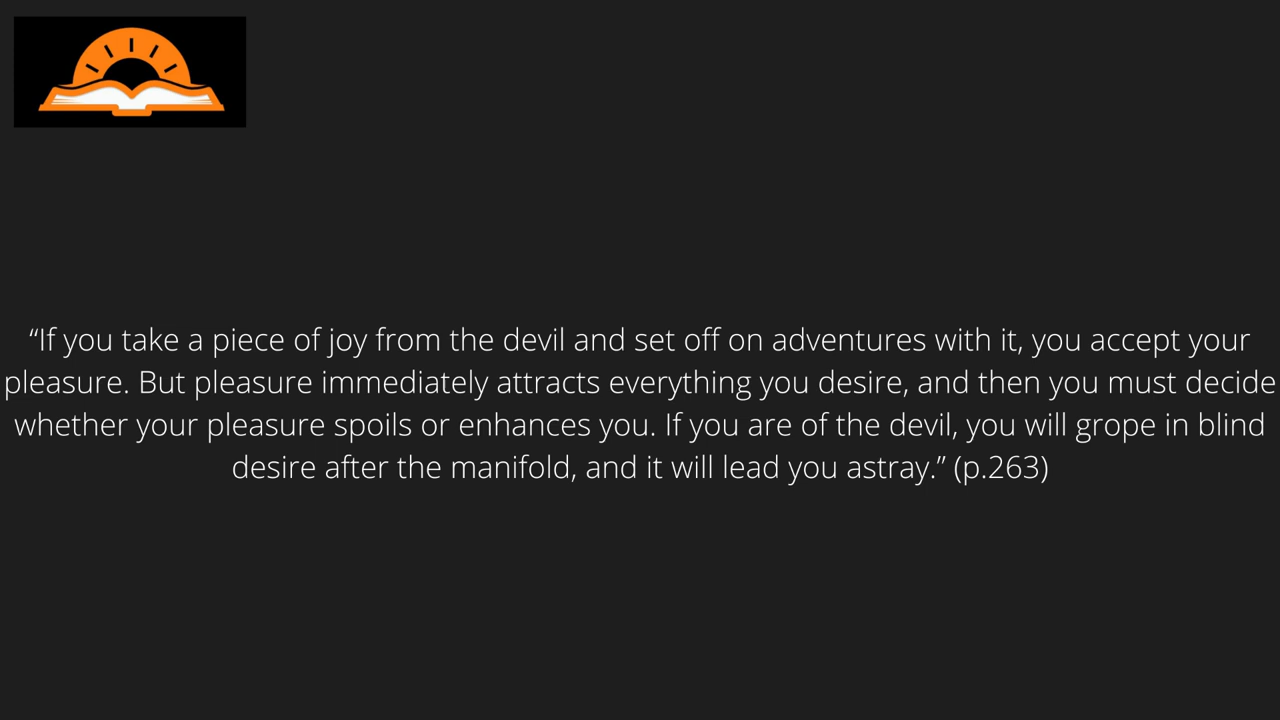 “If you take a piece of joy from the devil and set off on adventures with it, you accept your
pleasure. But pleasure immediately attracts everything you desire, and then you must decide
whether your pleasure spoils or enhances you. If you are of the devil, you will grope in blind
desire after the manifold, and it will lead you astray.” (p.263)